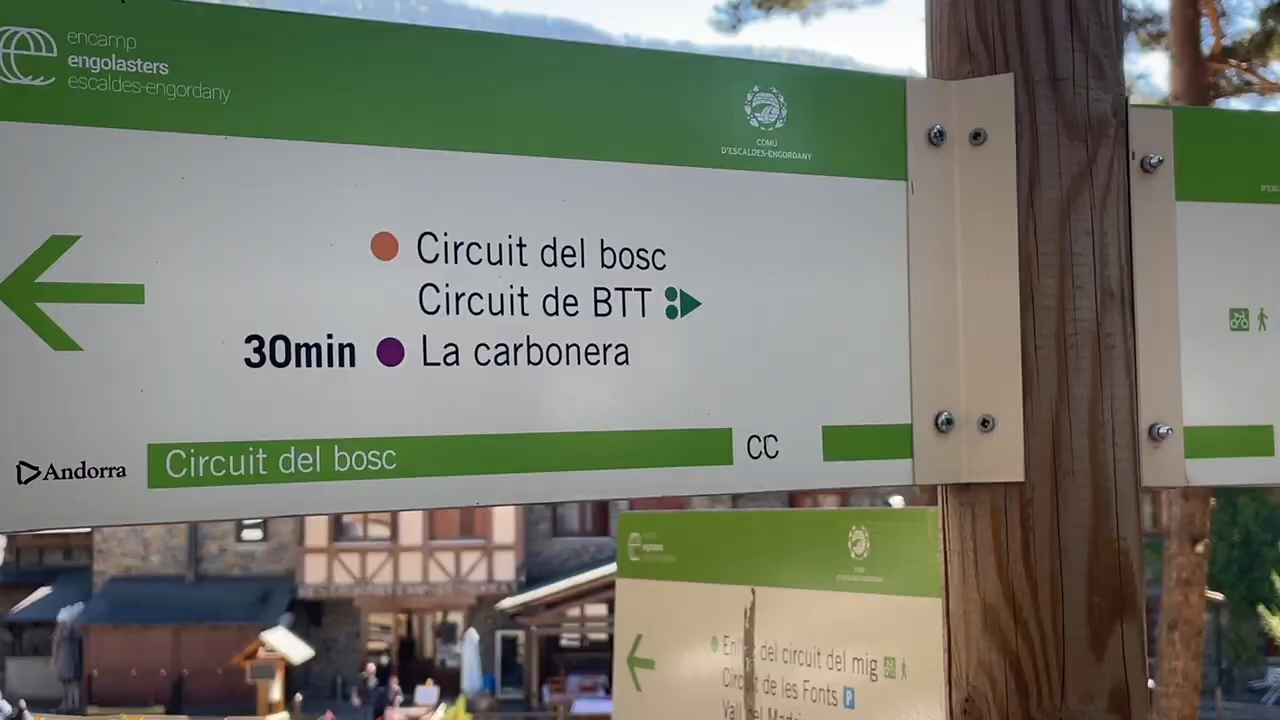 encamp
engolasters
escaldes-engordany
COMÚ
D'ESCALDES-ENGORDANY
Circuit del bosc
Circuit de BTT
30min La carbonera
Andorra
Circuit del bosc
CC
del circuit del mig
de les Fonts P